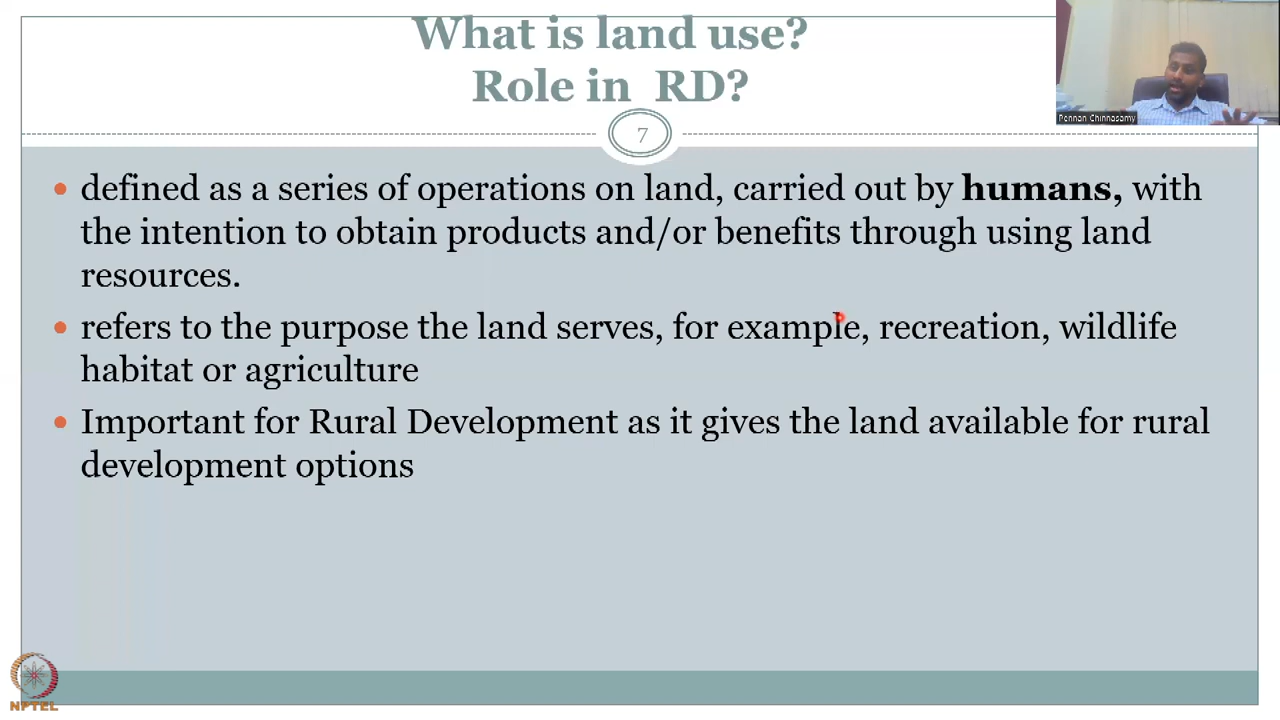 What is land use?
Role in RD?
Pennan Chinnasamy
7
• defined as a series of operations on land, carried out by humans, with
the intention to obtain products and/or benefits through using land
resources.
• refers to the purpose the land serves, for example, recreation, wildlife
habitat or agriculture
• Important for Rural Development as it gives the land available for rural
development options
NPTEL